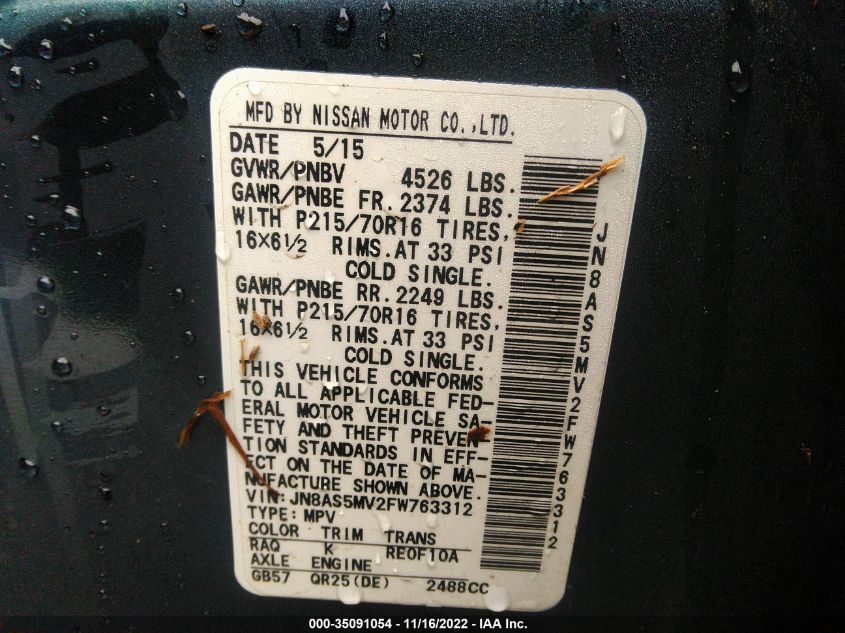 MFD BY NISSAN MOTOR CO.,LTD.
DATE 5/15
GVWR/PNBV 4526 LBS.
GAWR/PNBE FR. 2374 LBS.
WITH P215/70R16 TIRES,
16×6½ RIMS. AT 33 PSI
COLD SINGLE.
GAWR/PNBE RR. 2249 LBS.
WITH P215/70R16 TIRES,
16×6½ RIMS. AT 33 PSI
COLD SINGLE.
THIS VEHICLE CONFORMS
TO ALL APPLICABLE FED-
ERAL MOTOR VEHICLE SA-
FETY AND THEFT PREVEN-
TION STANDARDS IN EFF-
ECT ON THE DATE OF MA-
NUFACTURE SHOWN ABOVE.
VIN: JN8AS5MV2FW763312
TYPE: MPV
COLOR TRIM TRANS
RAQ K RE0F10A
AXLE ENGINE
GB57 QR25(DE) 2488CC
JN8AS5MV2FW763312
000-35091054 - 11/16/2022 - IAA Inc.